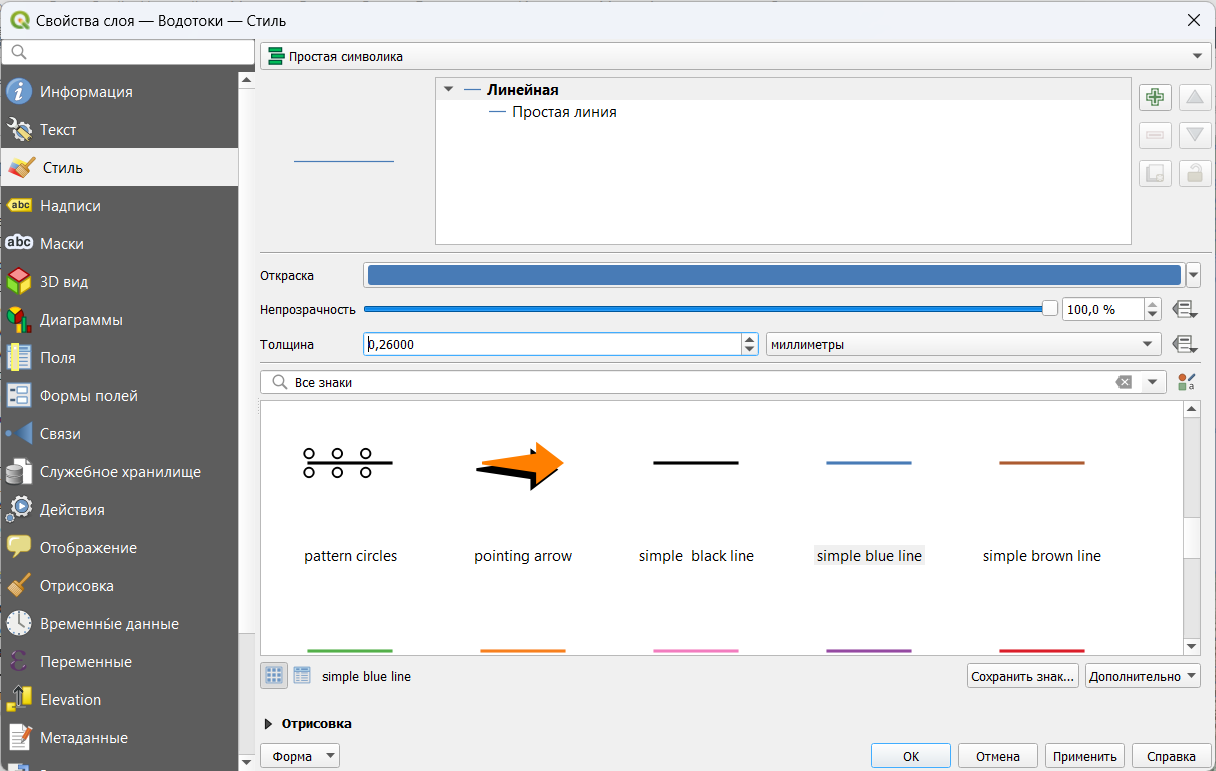 Свойства слоя — Водотоки — Стиль
Информация
Текст
Стиль
abc Надписи
abc Маски
3D вид
Диаграммы
Поля
Формы полей
Связи
Служебное хранилище
Действия
Отображение
Отрисовка
Временны́е данные
Переменные
Elevation
Метаданные
Простая символика
Линейная
Простая линия
Откраска
Непрозрачность 100,0 %
Толщина 0,26000 миллиметры
Все знаки
pattern circles pointing arrow simple  black line simple blue line simple brown line
simple blue line Сохранить знак... Дополнительно
Отрисовка
Форма OK Отмена Применить Справка